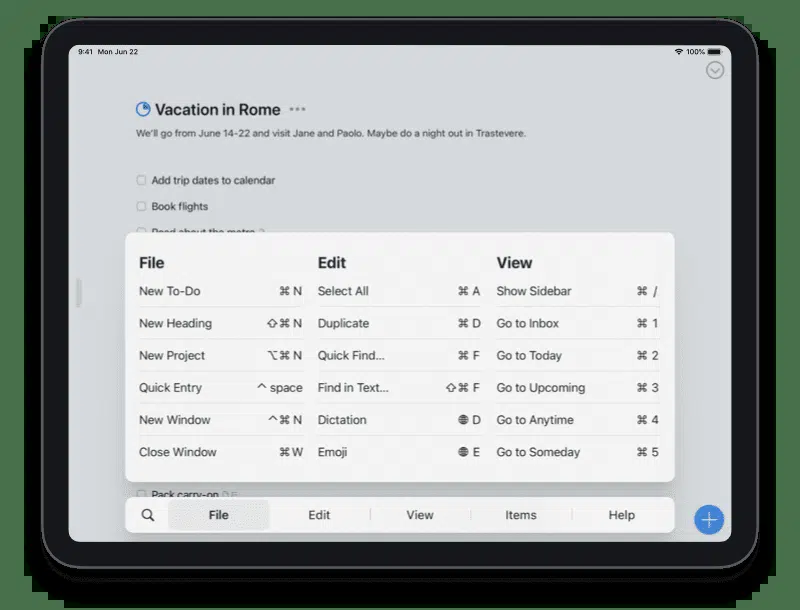 9:41 Mon Jun 22
100%
Vacation in Rome
We'll go from June 14-22 and visit Jane and Paolo. Maybe do a night out in Trastevere.
Add trip dates to calendar
Book flights
Read about the metro
File Edit View
New To-Do ⌘ N Select All ⌘ A Show Sidebar ⌘ /
New Heading ⇧⌘ N Duplicate ⌘ D Go to Inbox ⌘ 1
New Project ⌥⌘ N Quick Find... ⌘ F Go to Today ⌘ 2
Quick Entry ^ space Find in Text... ⇧⌘ F Go to Upcoming ⌘ 3
New Window ^⌘ N Dictation 🌐 D Go to Anytime ⌘ 4
Close Window ⌘ W Emoji 🌐 E Go to Someday ⌘ 5
Pack carry-on
File Edit View Items Help